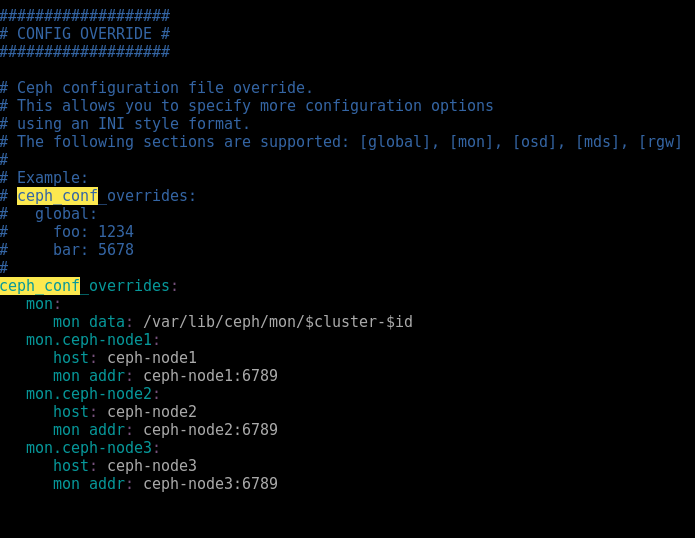 ###################
# CONFIG OVERRIDE #
###################

# Ceph configuration file override.
# This allows you to specify more configuration options
# using an INI style format.
# The following sections are supported: [global], [mon], [osd], [mds], [rgw]
#
# Example:
# ceph_conf_overrides:
#   global:
#     foo: 1234
#     bar: 5678
#
ceph_conf_overrides:
   mon:
      mon data: /var/lib/ceph/mon/$cluster-$id
   mon.ceph-node1:
      host: ceph-node1
      mon addr: ceph-node1:6789
   mon.ceph-node2:
      host: ceph-node2
      mon addr: ceph-node2:6789
   mon.ceph-node3:
      host: ceph-node3
      mon addr: ceph-node3:6789